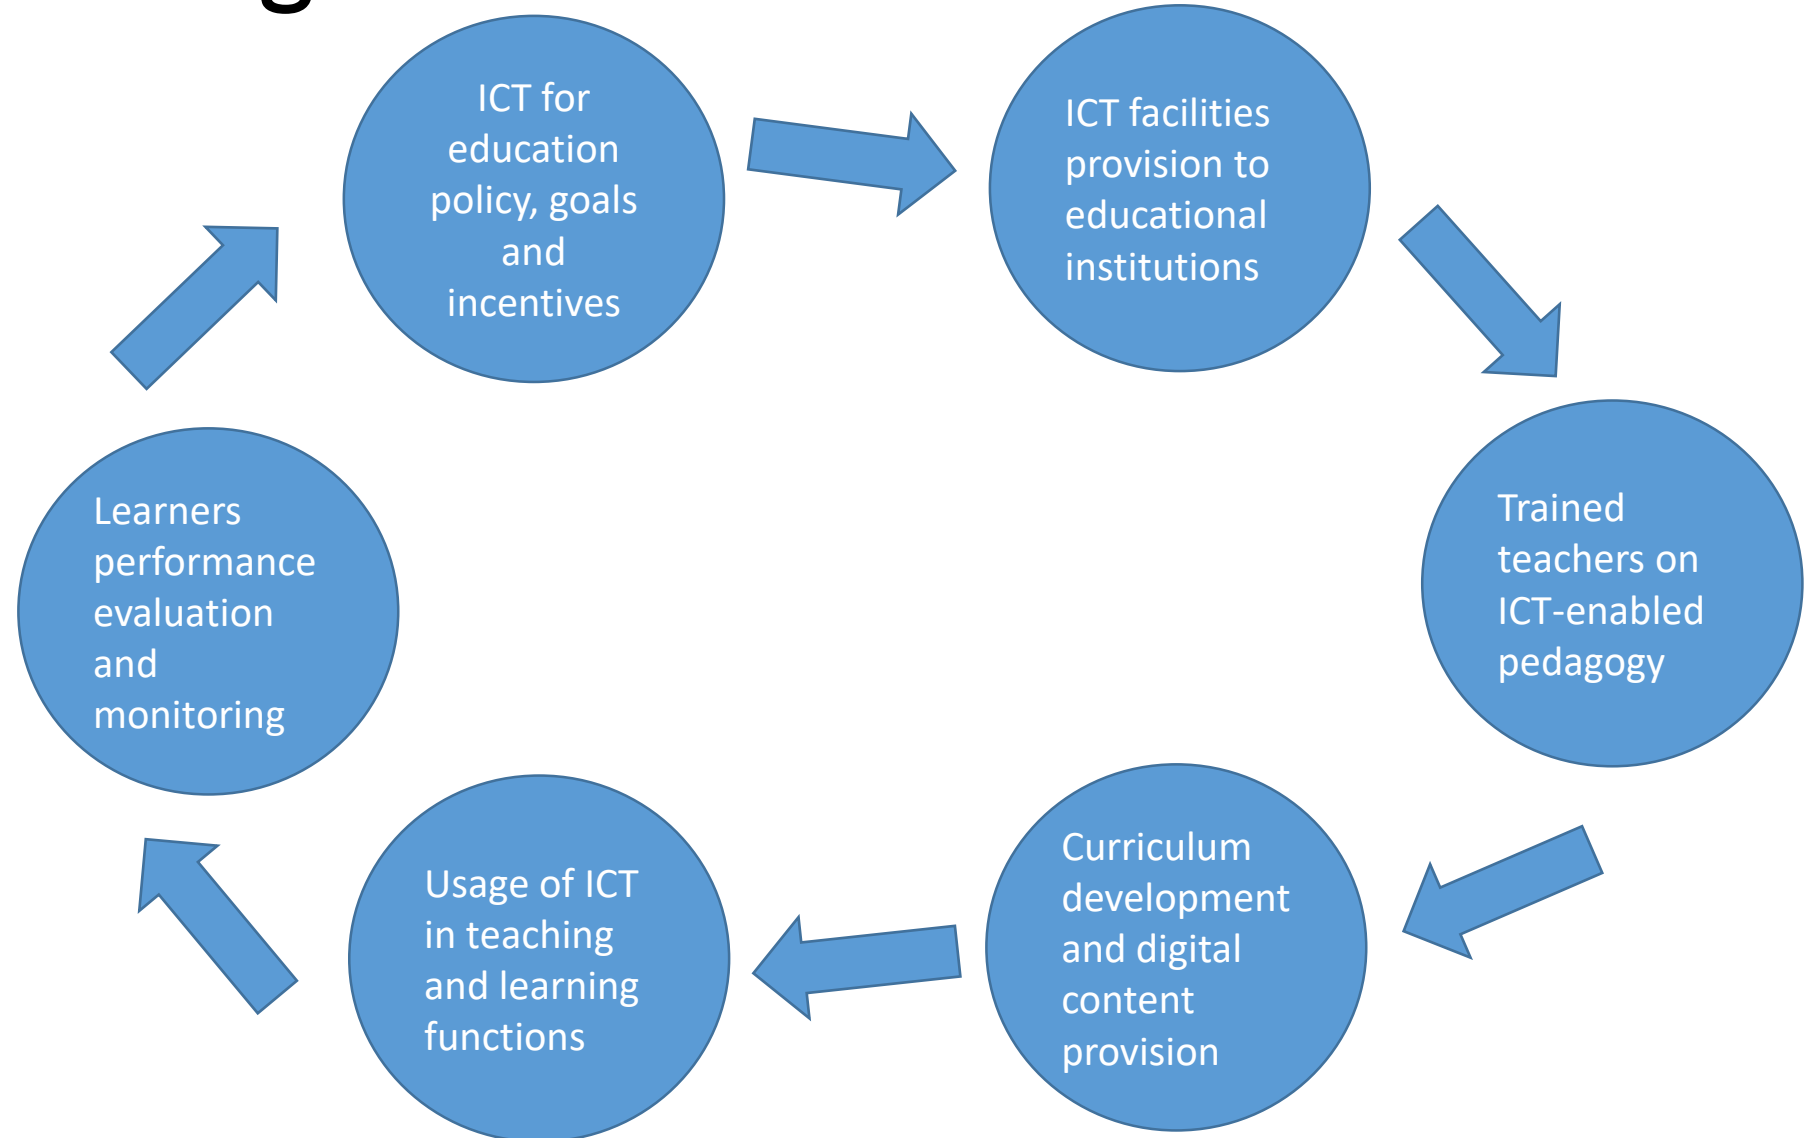 ICT for
education
policy, goals
and
incentives
ICT facilities
provision to
educational
institutions
Trained
teachers on
ICT-enabled
pedagogy
Curriculum
development
and digital
content
provision
Usage of ICT
in teaching
and learning
functions
Learners
performance
evaluation
and
monitoring